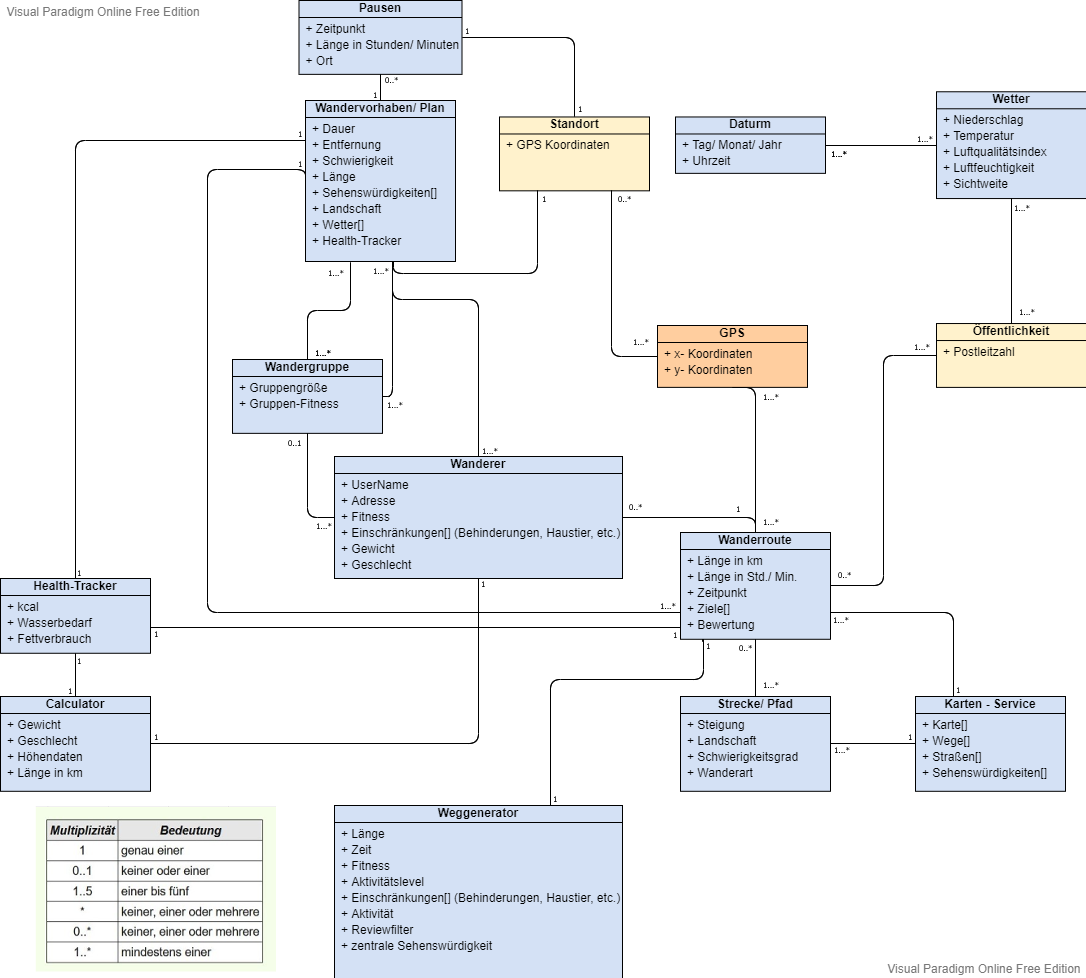 Visual Paradigm Online Free Edition
Pausen
+ Zeitpunkt
+ Länge in Stunden/ Minuten
+ Ort
1
0..*
1
1
Wandervorhaben/ Plan
+ Dauer
+ Entfernung
+ Schwierigkeit
+ Länge
+ Sehenswürdigkeiten[]
+ Landschaft
+ Wetter[]
+ Health-Tracker
1
1
1...*
1...*
Standort
+ GPS Koordinaten
1
0..*
Daturm
+ Tag/ Monat/ Jahr
+ Uhrzeit
1...*
1...*
Wetter
+ Niederschlag
+ Temperatur
+ Luftqualitätsindex
+ Luftfeuchtigkeit
+ Sichtweite
1...*
1...*
GPS
+ x- Koordinaten
+ y- Koordinaten
1...*
1...*
Öffentlichkeit
+ Postleitzahl
1...*
1...*
Wandergruppe
+ Gruppengröße
+ Gruppen-Fitness
1...*
0..1
1...*
1...*
Wanderer
+ UserName
+ Adresse
+ Fitness
+ Einschränkungen[] (Behinderungen, Haustier, etc.)
+ Gewicht
+ Geschlecht
0..*
1
1
1...*
Wanderroute
+ Länge in km
+ Länge in Std./ Min.
+ Zeitpunkt
+ Ziele[]
+ Bewertung
0..*
1...*
1...*
1
1
0..*
1
Health-Tracker
+ kcal
+ Wasserbedarf
+ Fettverbrauch
1
1
1
Calculator
+ Gewicht
+ Geschlecht
+ Höhendaten
+ Länge in km
1
1...*
Strecke/ Pfad
+ Steigung
+ Landschaft
+ Schwierigkeitsgrad
+ Wanderart
1...*
1
1
Karten - Service
+ Karte[]
+ Wege[]
+ Straßen[]
+ Sehenswürdigkeiten[]
1
Weggenerator
+ Länge
+ Zeit
+ Fitness
+ Aktivitätslevel
+ Einschränkungen[] (Behinderungen, Haustier, etc.)
+ Aktivität
+ Reviewfilter
+ zentrale Sehenswürdigkeit
Multiplizität Bedeutung
1 genau einer
0..1 keiner oder einer
1..5 einer bis fünf
* keiner, einer oder mehrere
0..* keiner, einer oder mehrere
1..* mindestens einer
Visual Paradigm Online Free Edition